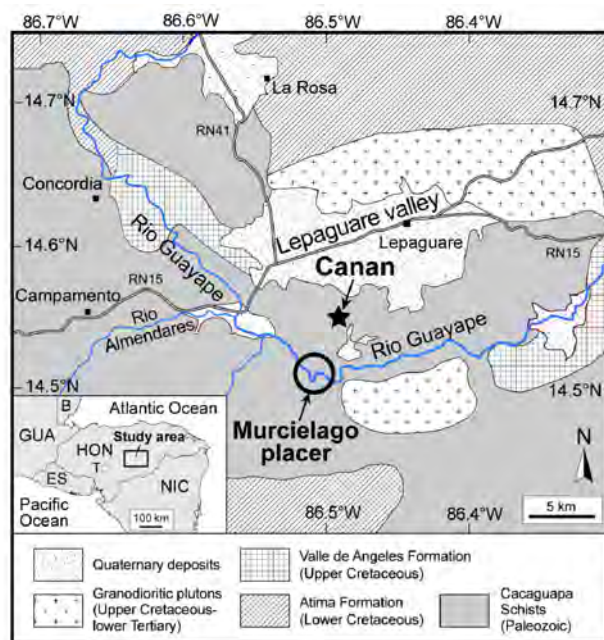 86.7°W 86.6°W 86.5°W 86.4°W
14.7°N 14.7°N
La Rosa
RN41
Concordia
14.6°N
Rio Guayape
Lepaguare valley
Lepaguare
RN15
RN15
Campamento
Canan
Rio
Almendares
Rio Guayape
14.5°N 14.5°N
Murcielago
placer
B
Atlantic Ocean
GUA
Study area
HON
T
ES
NIC
Pacific
Ocean
100 km
N
86.5°W 86.4°W
5 km
Quaternary deposits
Granodioritic plutons
(Upper Cretaceous-
lower Tertiary)
Valle de Angeles Formation
(Upper Cretaceous)
Atima Formation
(Lower Cretaceous)
Cacaguapa
Schists
(Paleozoic)